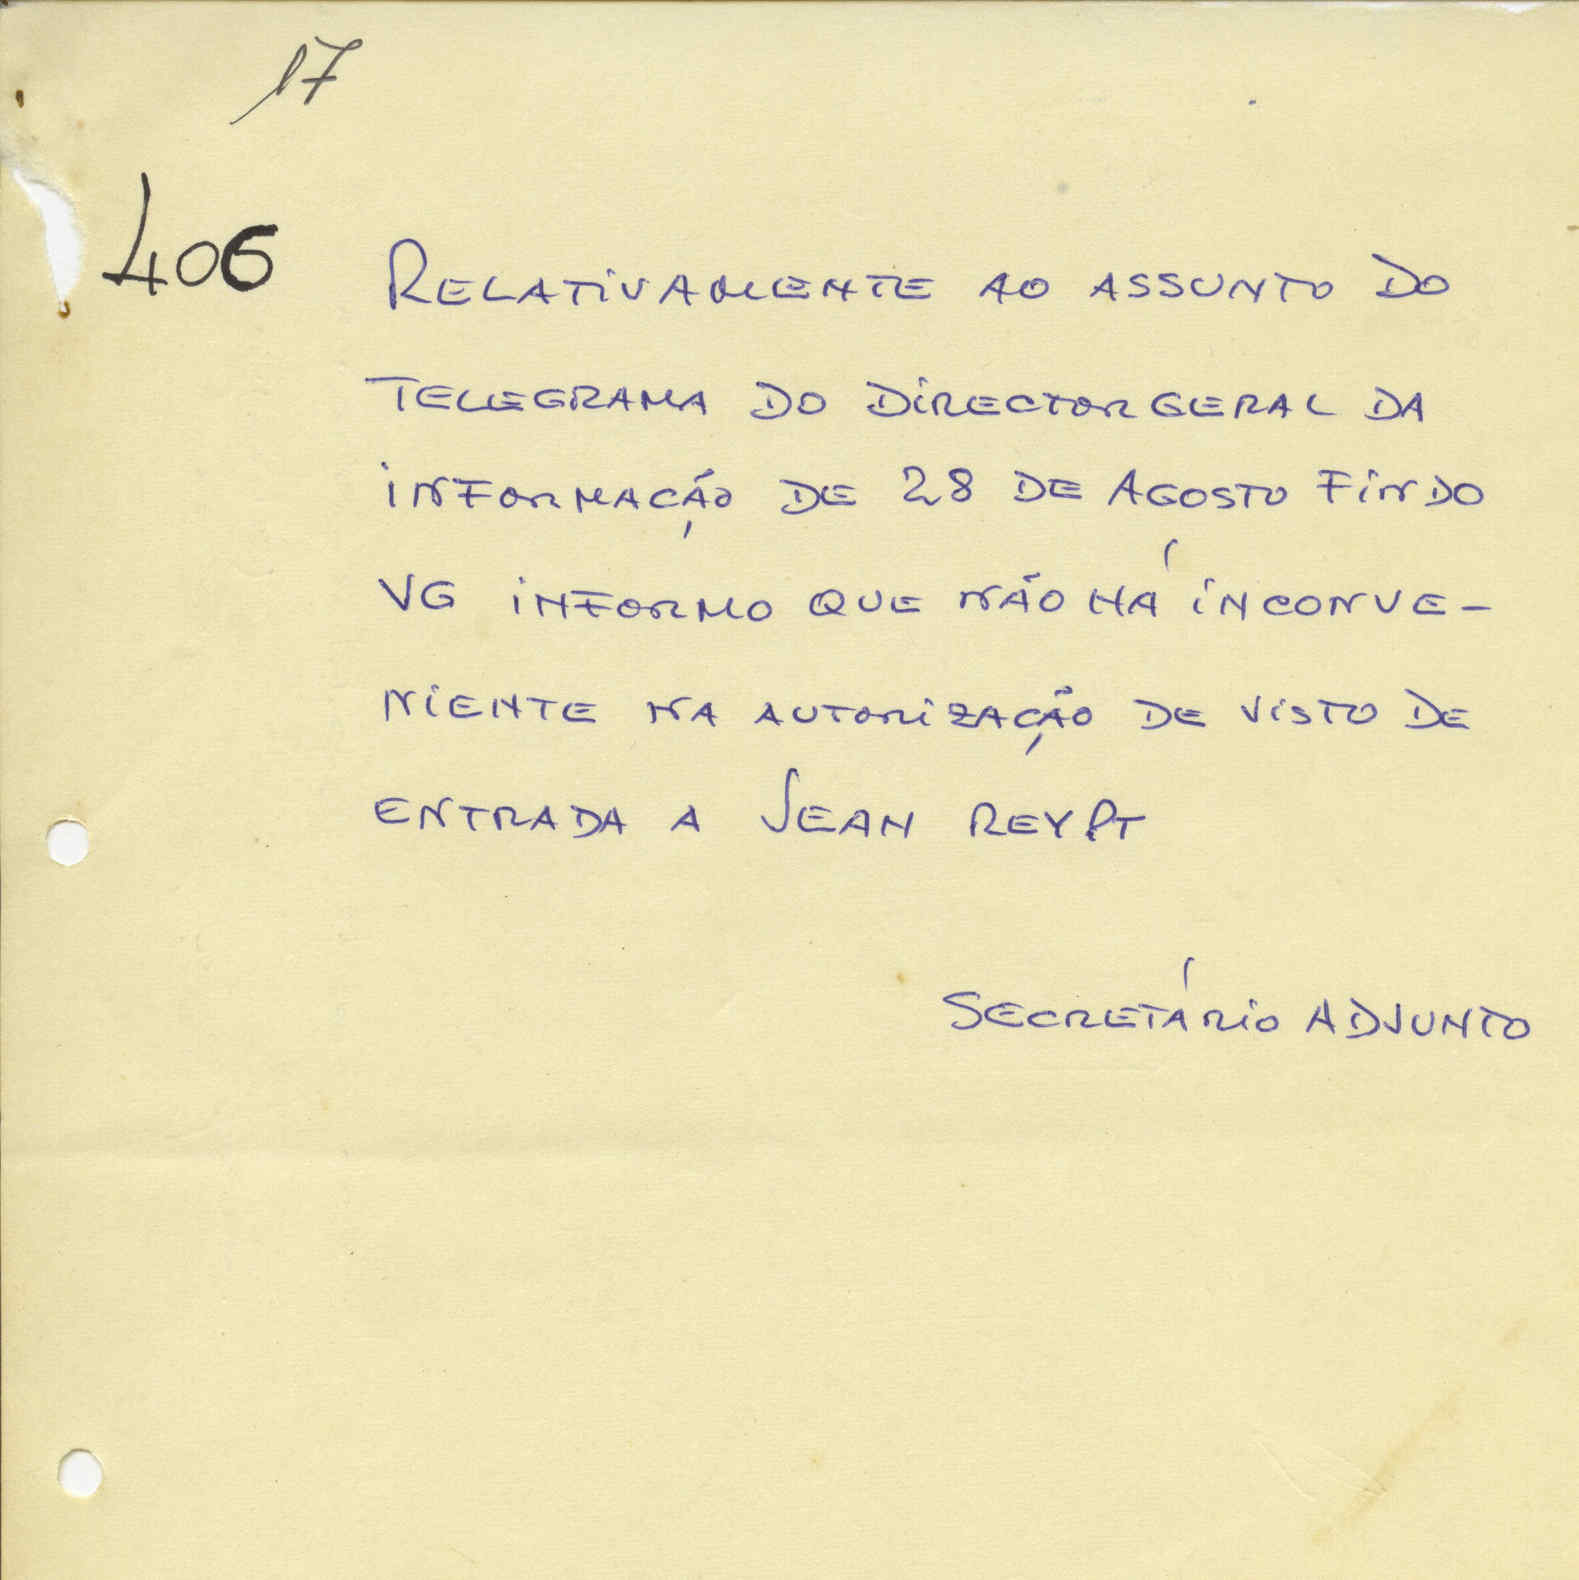 17
406
RELATIVAMENTE AO ASSUNTO DO
TELEGRAMA DO DIRECTOR GERAL DA
INFORMAÇÃO DE 28 DE AGOSTO FINDO
VG INFORMO QUE NÃO HÁ INCONVE-
NIENTE NA AUTORIZAÇÃO DE VISTO DE
ENTRADA A JEAN REY PT
SECRETÁRIO ADJUNTO